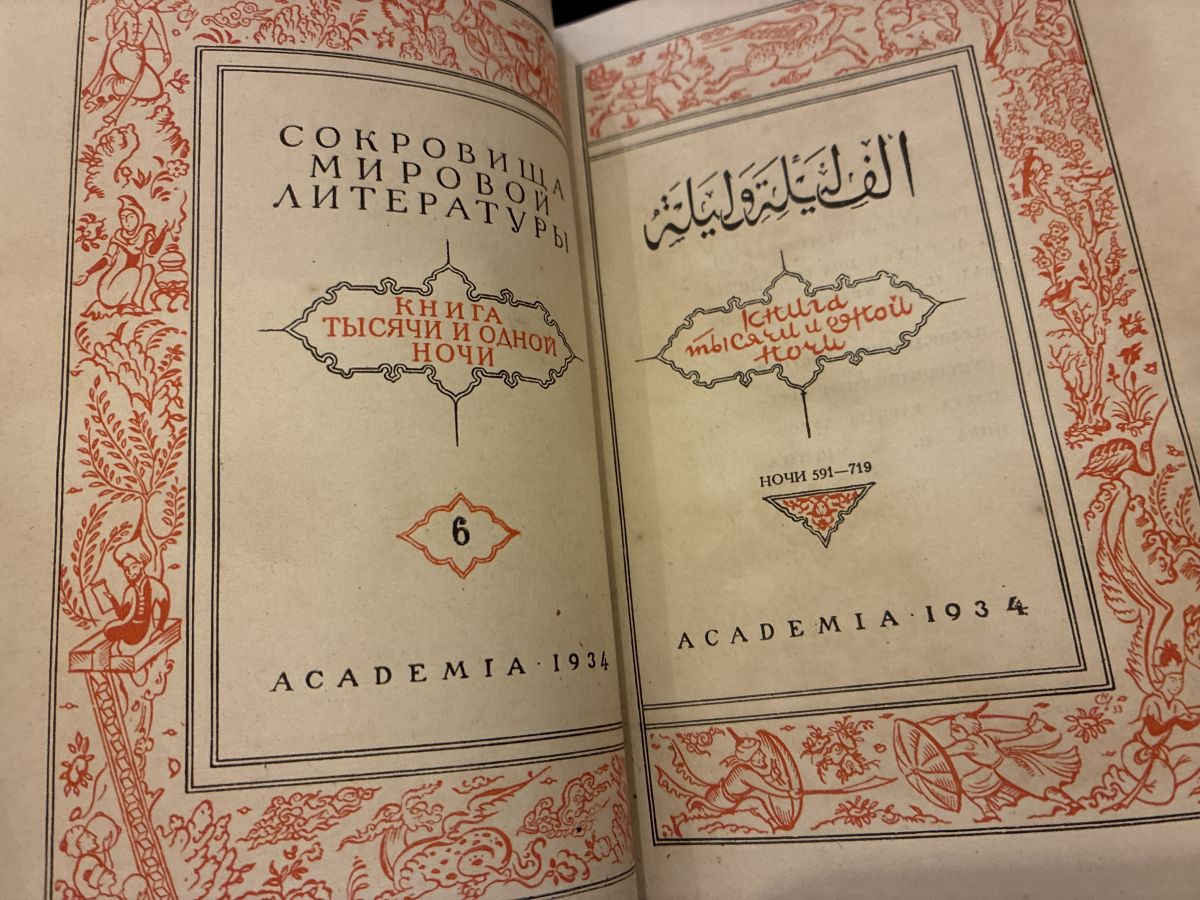 СОКРОВИЩА
МИРОВОЙ
ЛИТЕРАТУРЫ
КНИГА
ТЫСЯЧИ И ОДНОЙ
НОЧИ
6
ACADEMIA · 1934
الف ليلة وليلة
книга
тысячи и одной
ночи
НОЧИ 591—719
ACADEMIA · 1934